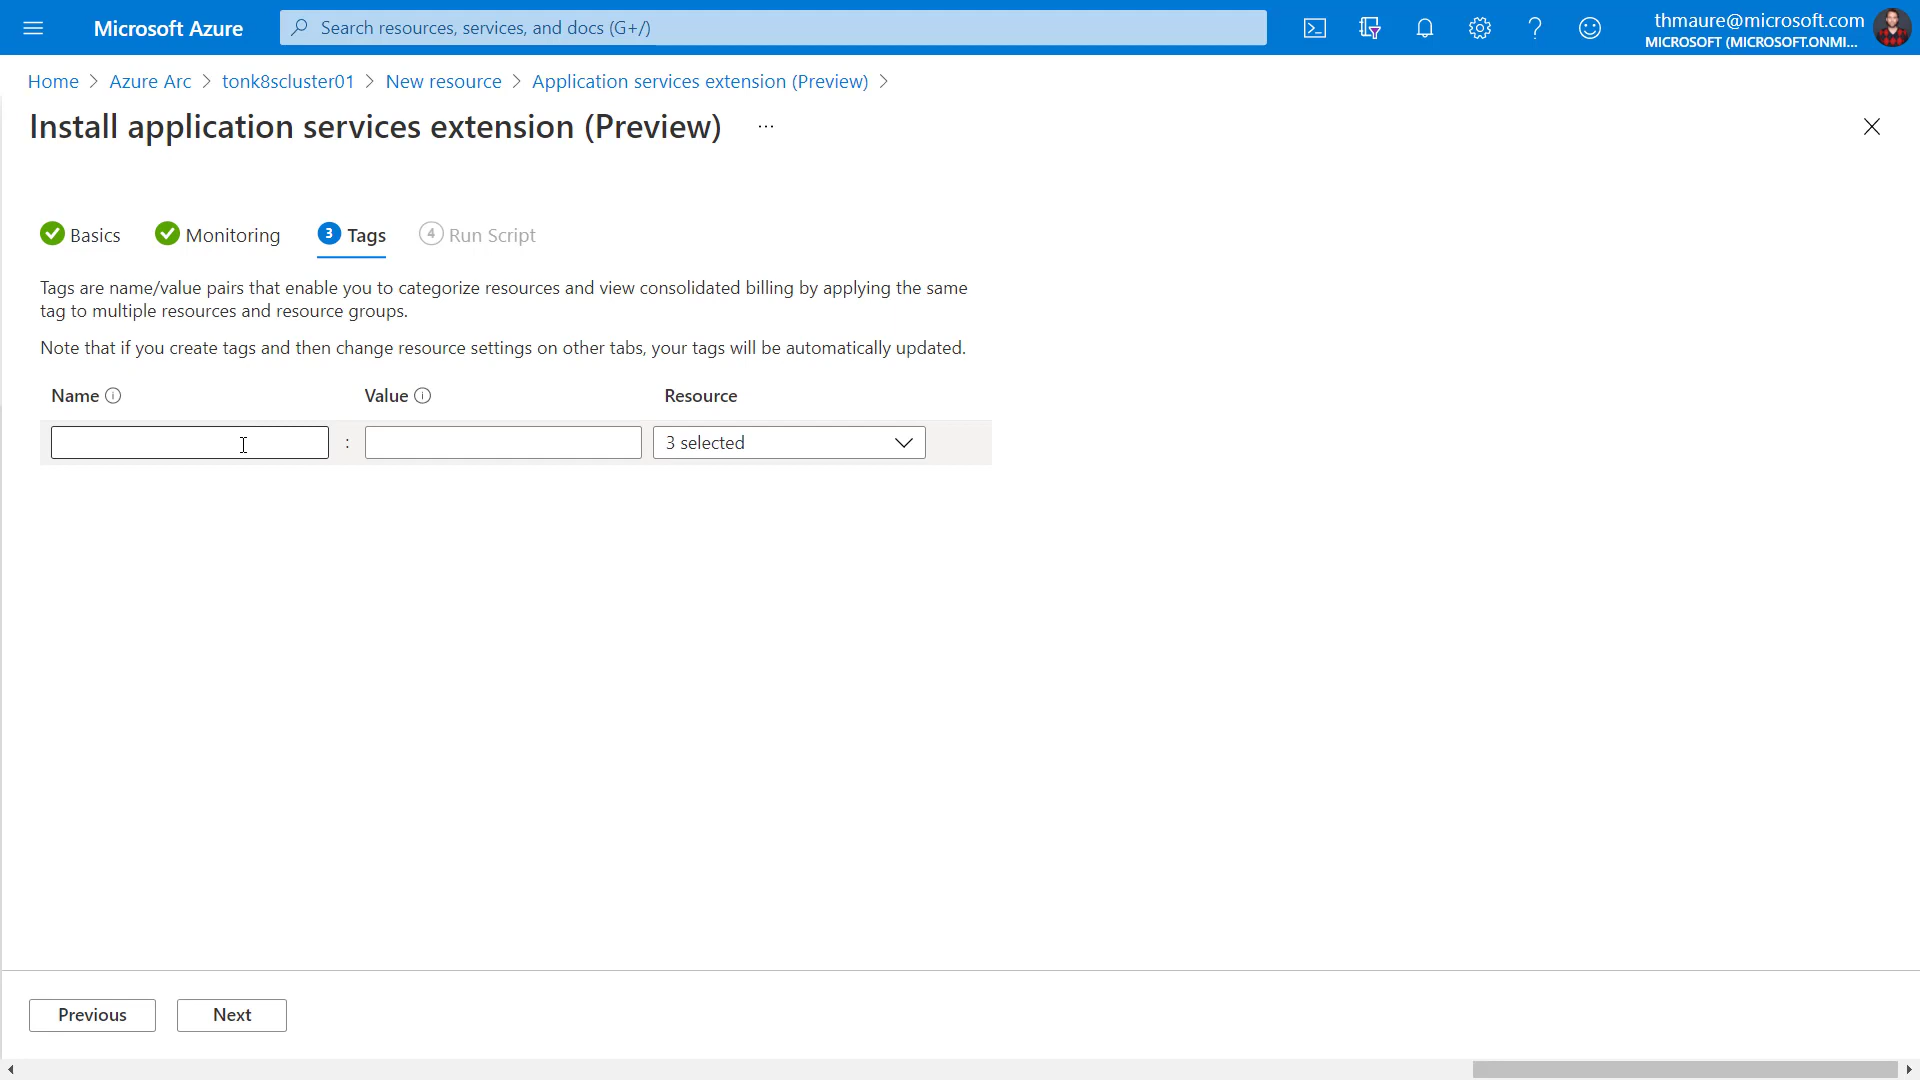 Microsoft Azure
Search resources, services, and docs (G+/)
thmaure@microsoft.com
MICROSOFT (MICROSOFT.ONMI...
Home > Azure Arc > tonk8scluster01 > New resource > Application services extension (Preview) >
Install application services extension (Preview) ...
Basics
Monitoring
3 Tags
4 Run Script
Tags are name/value pairs that enable you to categorize resources and view consolidated billing by applying the same
tag to multiple resources and resource groups.
Note that if you create tags and then change resource settings on other tabs, your tags will be automatically updated.
Name
Value
Resource
:
3 selected
Previous
Next